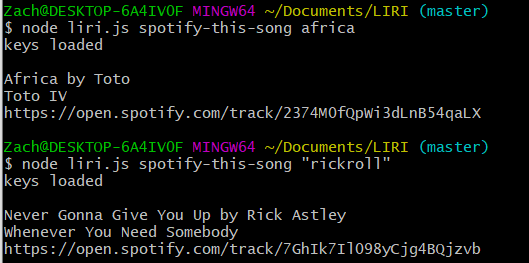 Zach@DESKTOP-6A4IV0F MINGW64 ~/Documents/LIRI (master)
$ node liri.js spotify-this-song africa
keys loaded
Africa by Toto
Toto IV
https://open.spotify.com/track/2374M0fQpWi3dLnB54qaLX
Zach@DESKTOP-6A4IV0F MINGW64 ~/Documents/LIRI (master)
$ node liri.js spotify-this-song "rickroll"
keys loaded
Never Gonna Give You Up by Rick Astley
Whenever You Need Somebody
https://open.spotify.com/track/7GhIk7Il098yCjg4BQjzvb